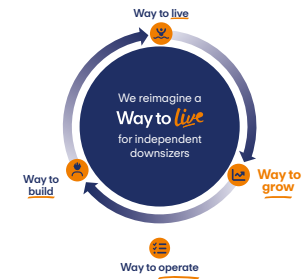 Way to live
We reimagine a
Way to live
for independent
downsizers
Way to
build
Way to
grow
Way to operate